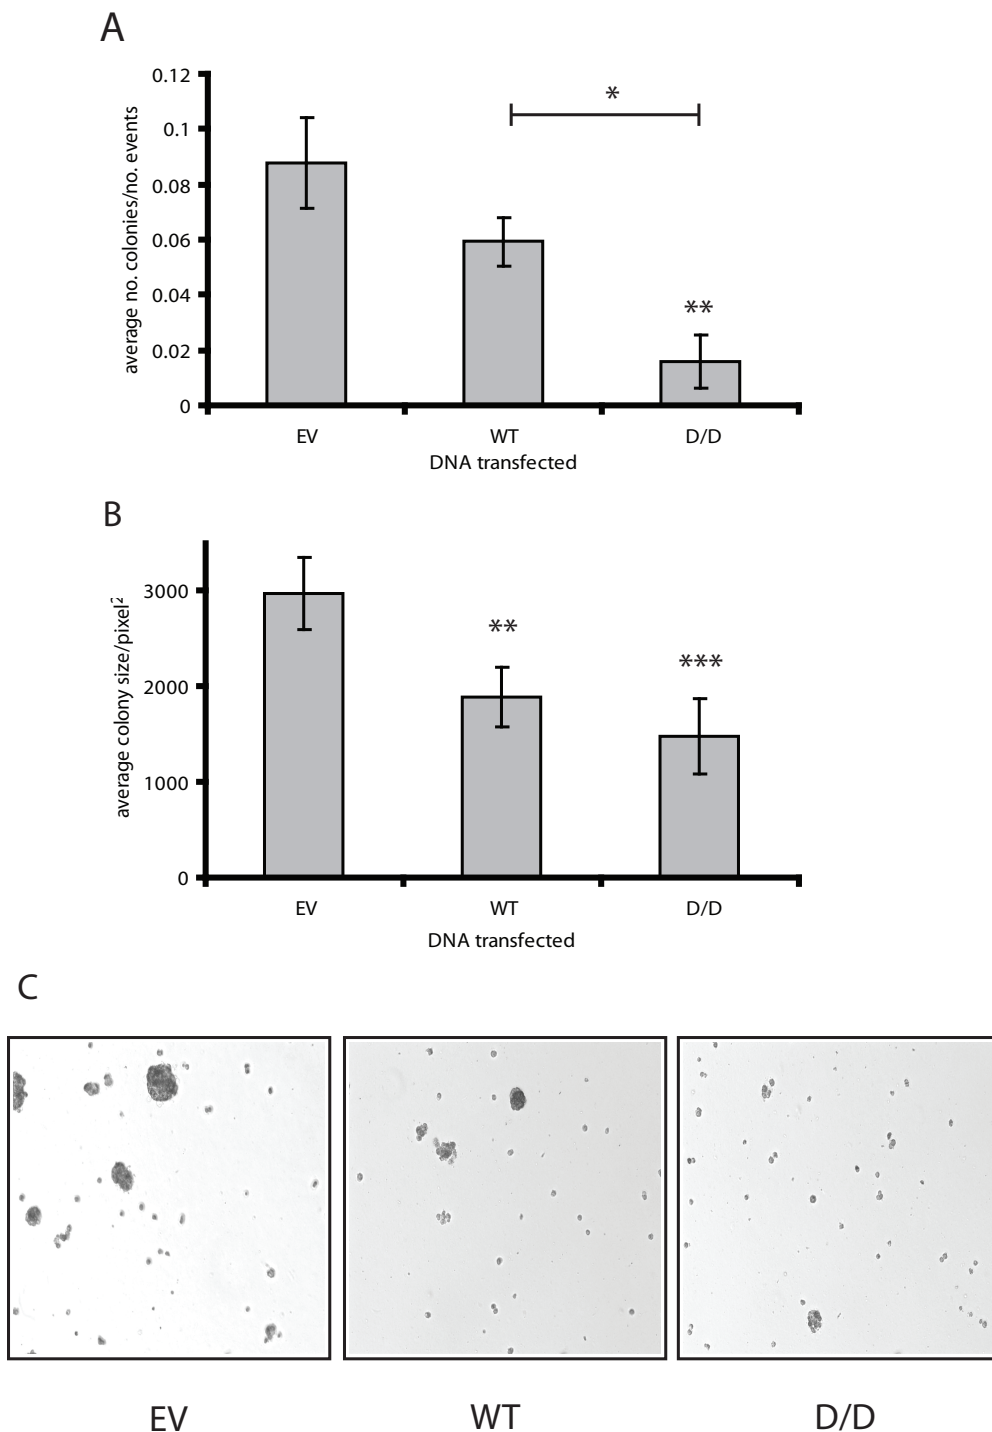 A
0.12
0.1
0.08
0.06
0.04
0.02
0
average no. colonies/no. events
*
**
EV WT D/D
DNA transfected
B
3000
2000
1000
0
average colony size/pixel²
**
***
EV WT D/D
DNA transfected
C
EV WT D/D